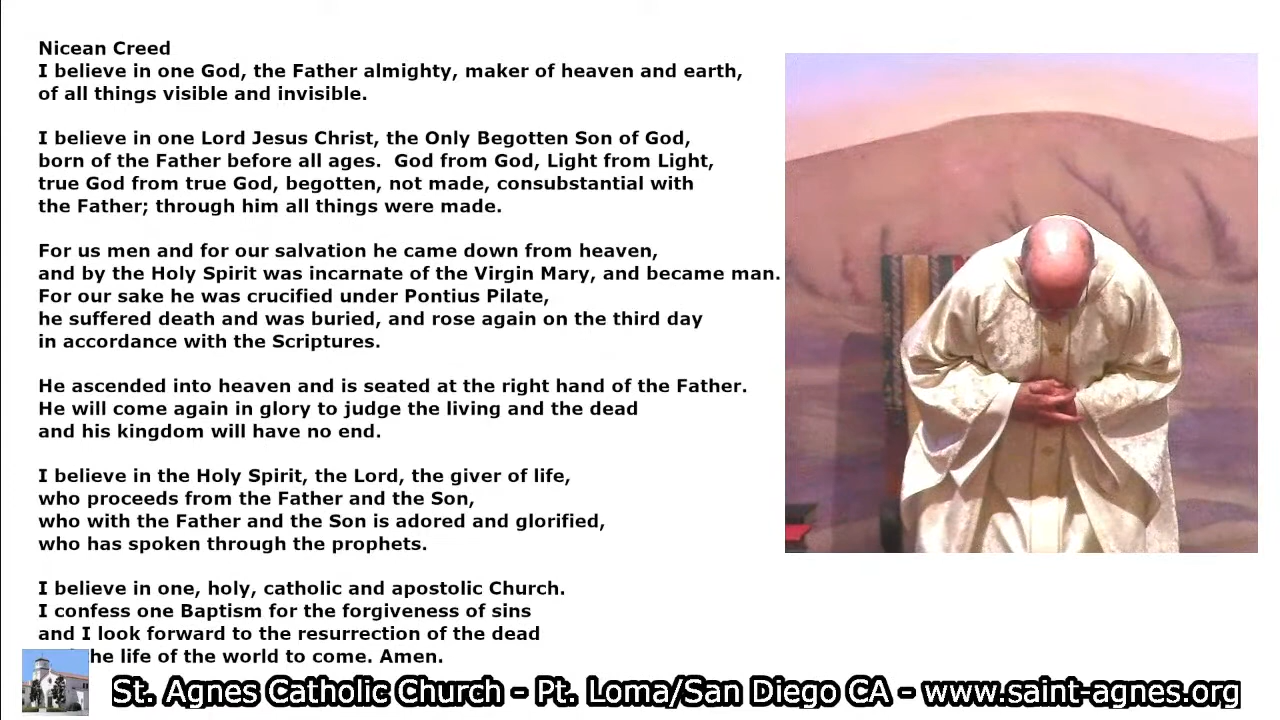 Nicean Creed
I believe in one God, the Father almighty, maker of heaven and earth,
of all things visible and invisible.
I believe in one Lord Jesus Christ, the Only Begotten Son of God,
born of the Father before all ages.  God from God, Light from Light,
true God from true God, begotten, not made, consubstantial with
the Father; through him all things were made.
For us men and for our salvation he came down from heaven,
and by the Holy Spirit was incarnate of the Virgin Mary, and became man.
For our sake he was crucified under Pontius Pilate,
he suffered death and was buried, and rose again on the third day
in accordance with the Scriptures.
He ascended into heaven and is seated at the right hand of the Father.
He will come again in glory to judge the living and the dead
and his kingdom will have no end.
I believe in the Holy Spirit, the Lord, the giver of life,
who proceeds from the Father and the Son,
who with the Father and the Son is adored and glorified,
who has spoken through the prophets.
I believe in one, holy, catholic and apostolic Church.
I confess one Baptism for the forgiveness of sins
and I look forward to the resurrection of the dead
the life of the world to come. Amen.
St. Agnes Catholic Church - Pt. Loma/San Diego CA - www.saint-agnes.org